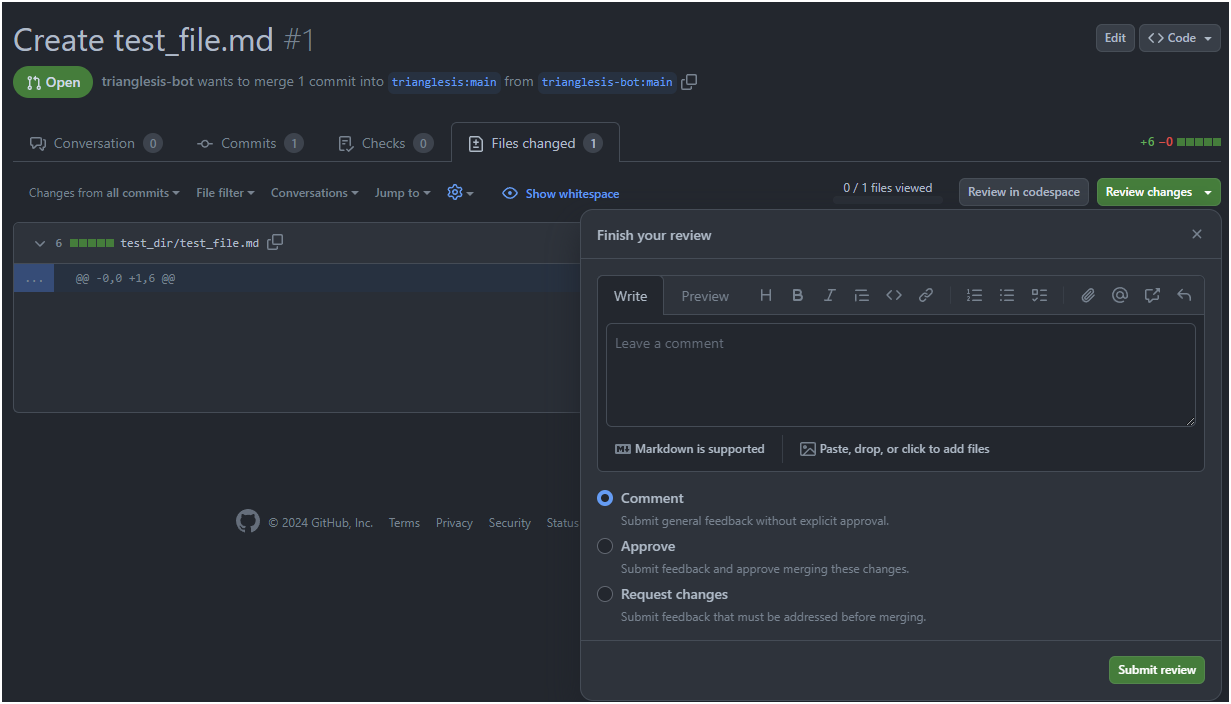 Create test_file.md #1
Edit
Code
Open
trianglesis-bot wants to merge 1 commit into trianglesis:main from trianglesis-bot:main
Conversation 0
Commits 1
Checks 0
Files changed 1
+6 −0
Changes from all commits
File filter
Conversations
Jump to
Show whitespace
0 / 1 files viewed
Review in codespace
Review changes
6 test_dir/test_file.md
... @@ -0,0 +1,6 @@
Finish your review
Write
Preview
Leave a comment
Markdown is supported
Paste, drop, or click to add files
Comment
Submit general feedback without explicit approval.
Approve
Submit feedback and approve merging these changes.
Request changes
Submit feedback that must be addressed before merging.
Submit review
© 2024 GitHub, Inc.
Terms
Privacy
Security
Status